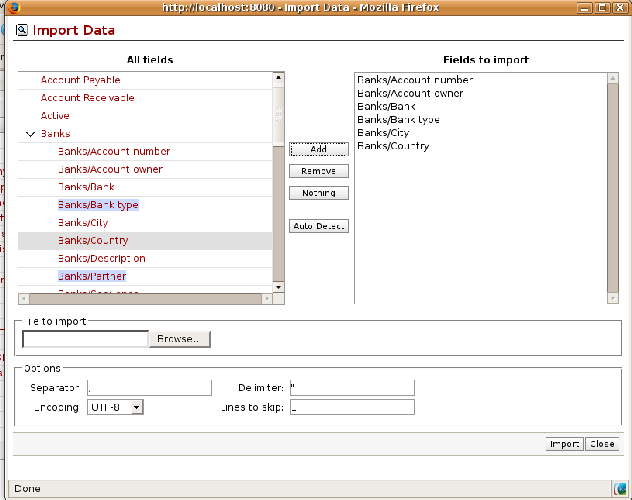 http://localhost:8080 - Import Data - Mozilla Firefox
Import Data
All fields
Fields to import
Account Payable
Account Receivable
Active
Banks
Banks/Account number
Banks/Account owner
Banks/Bank
Banks/Bank type
Banks/City
Banks/Country
Banks/Description
Banks/Partner
Add
Remove
Nothing
Auto Detect
Banks/Account number
Banks/Account owner
Banks/Bank
Banks/Bank type
Banks/City
Banks/Country
File to import
Browse...
Options
Separator: ,
Delimiter: "
Encoding: UTF-8
Lines to skip:
Import
Close
Done